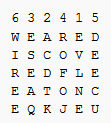 6 3 2 4 1 5
W E A R E D
I S C O V E
R E D F L E
E A T O N C
E Q K J E U